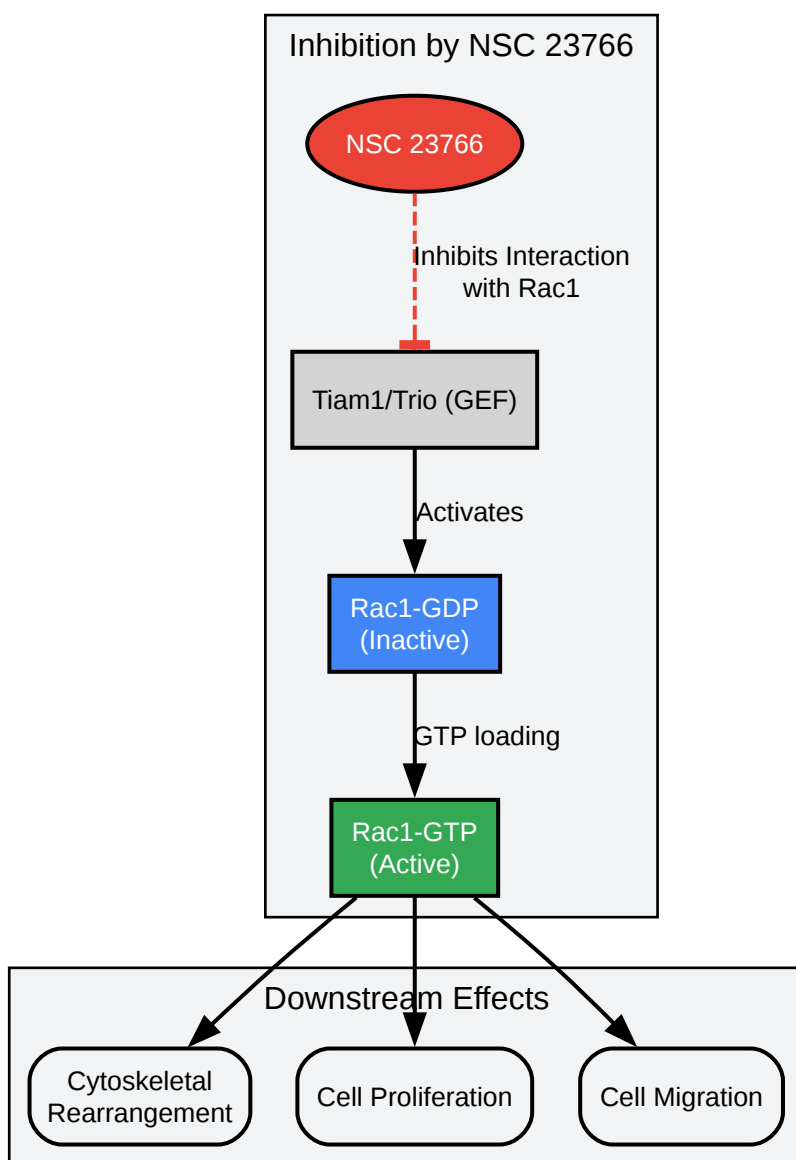 Inhibition by NSC 23766
NSC 23766
Inhibits Interaction
with Rac1
Tiam1/Trio (GEF)
Activates
Rac1-GDP
(Inactive)
GTP loading
Rac1-GTP
(Active)
Downstream Effects
Cytoskeletal
Rearrangement
Cell Proliferation
Cell Migration